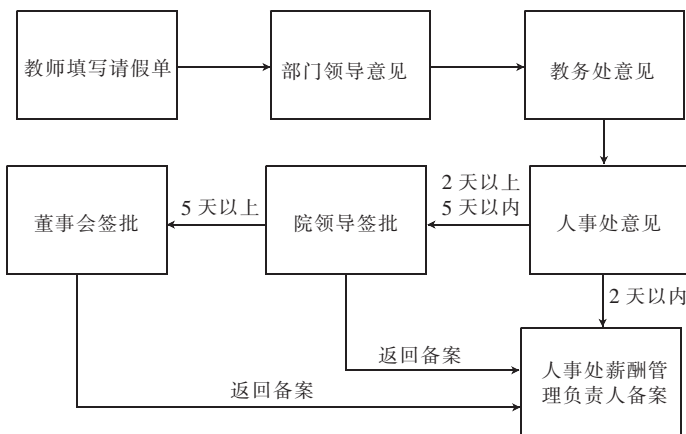 教师填写请假单
部门领导意见
教务处意见
董事会签批
5 天以上
院领导签批
2 天以上
5 天以内
人事处意见
2 天以内
返回备案
返回备案
人事处薪酬管
理负责人备案